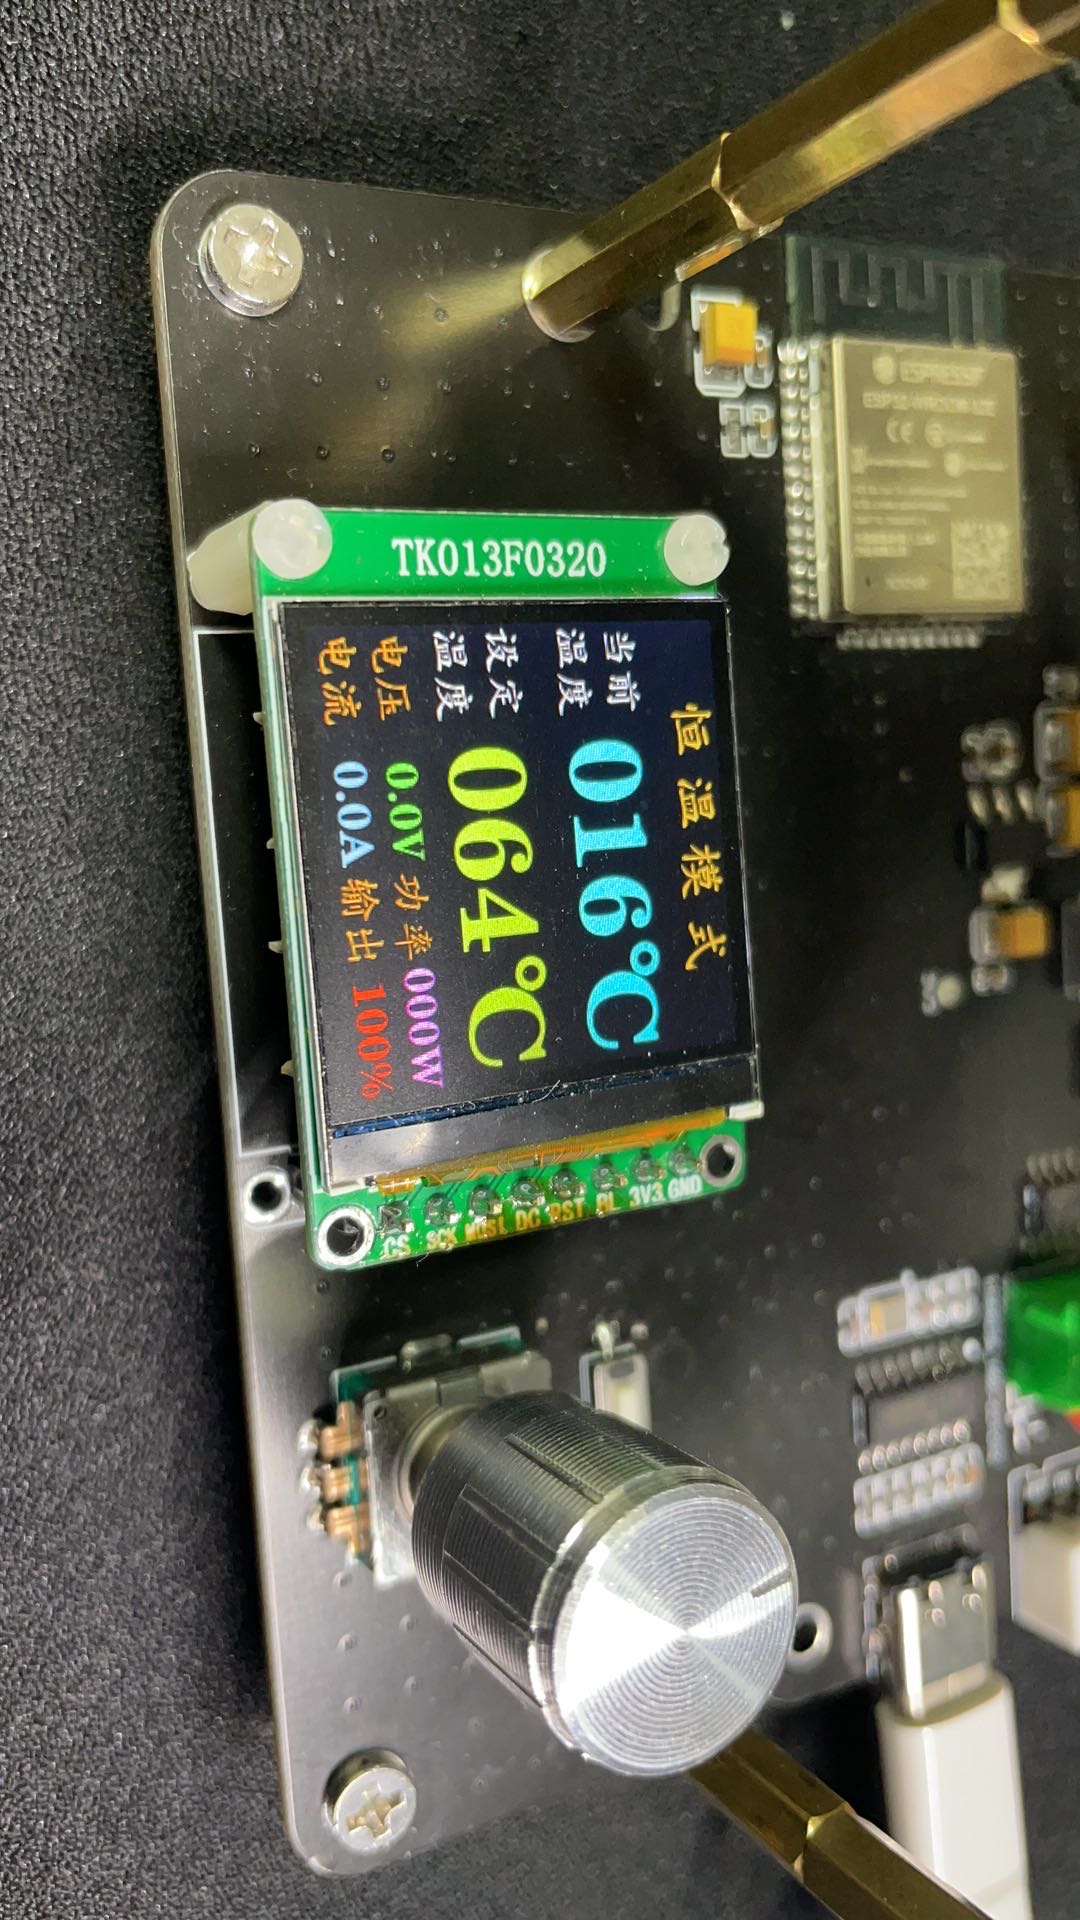 TK013F0320
恒温模式
当前温度 016℃
设定温度 064℃
电压 0.0V 功率 000W
电流 0.0A 输出 100%
CS SCK MOSI DC RST BL 3V3 GND
ESPRESSIF
ESP32-WROOM-32E
CE